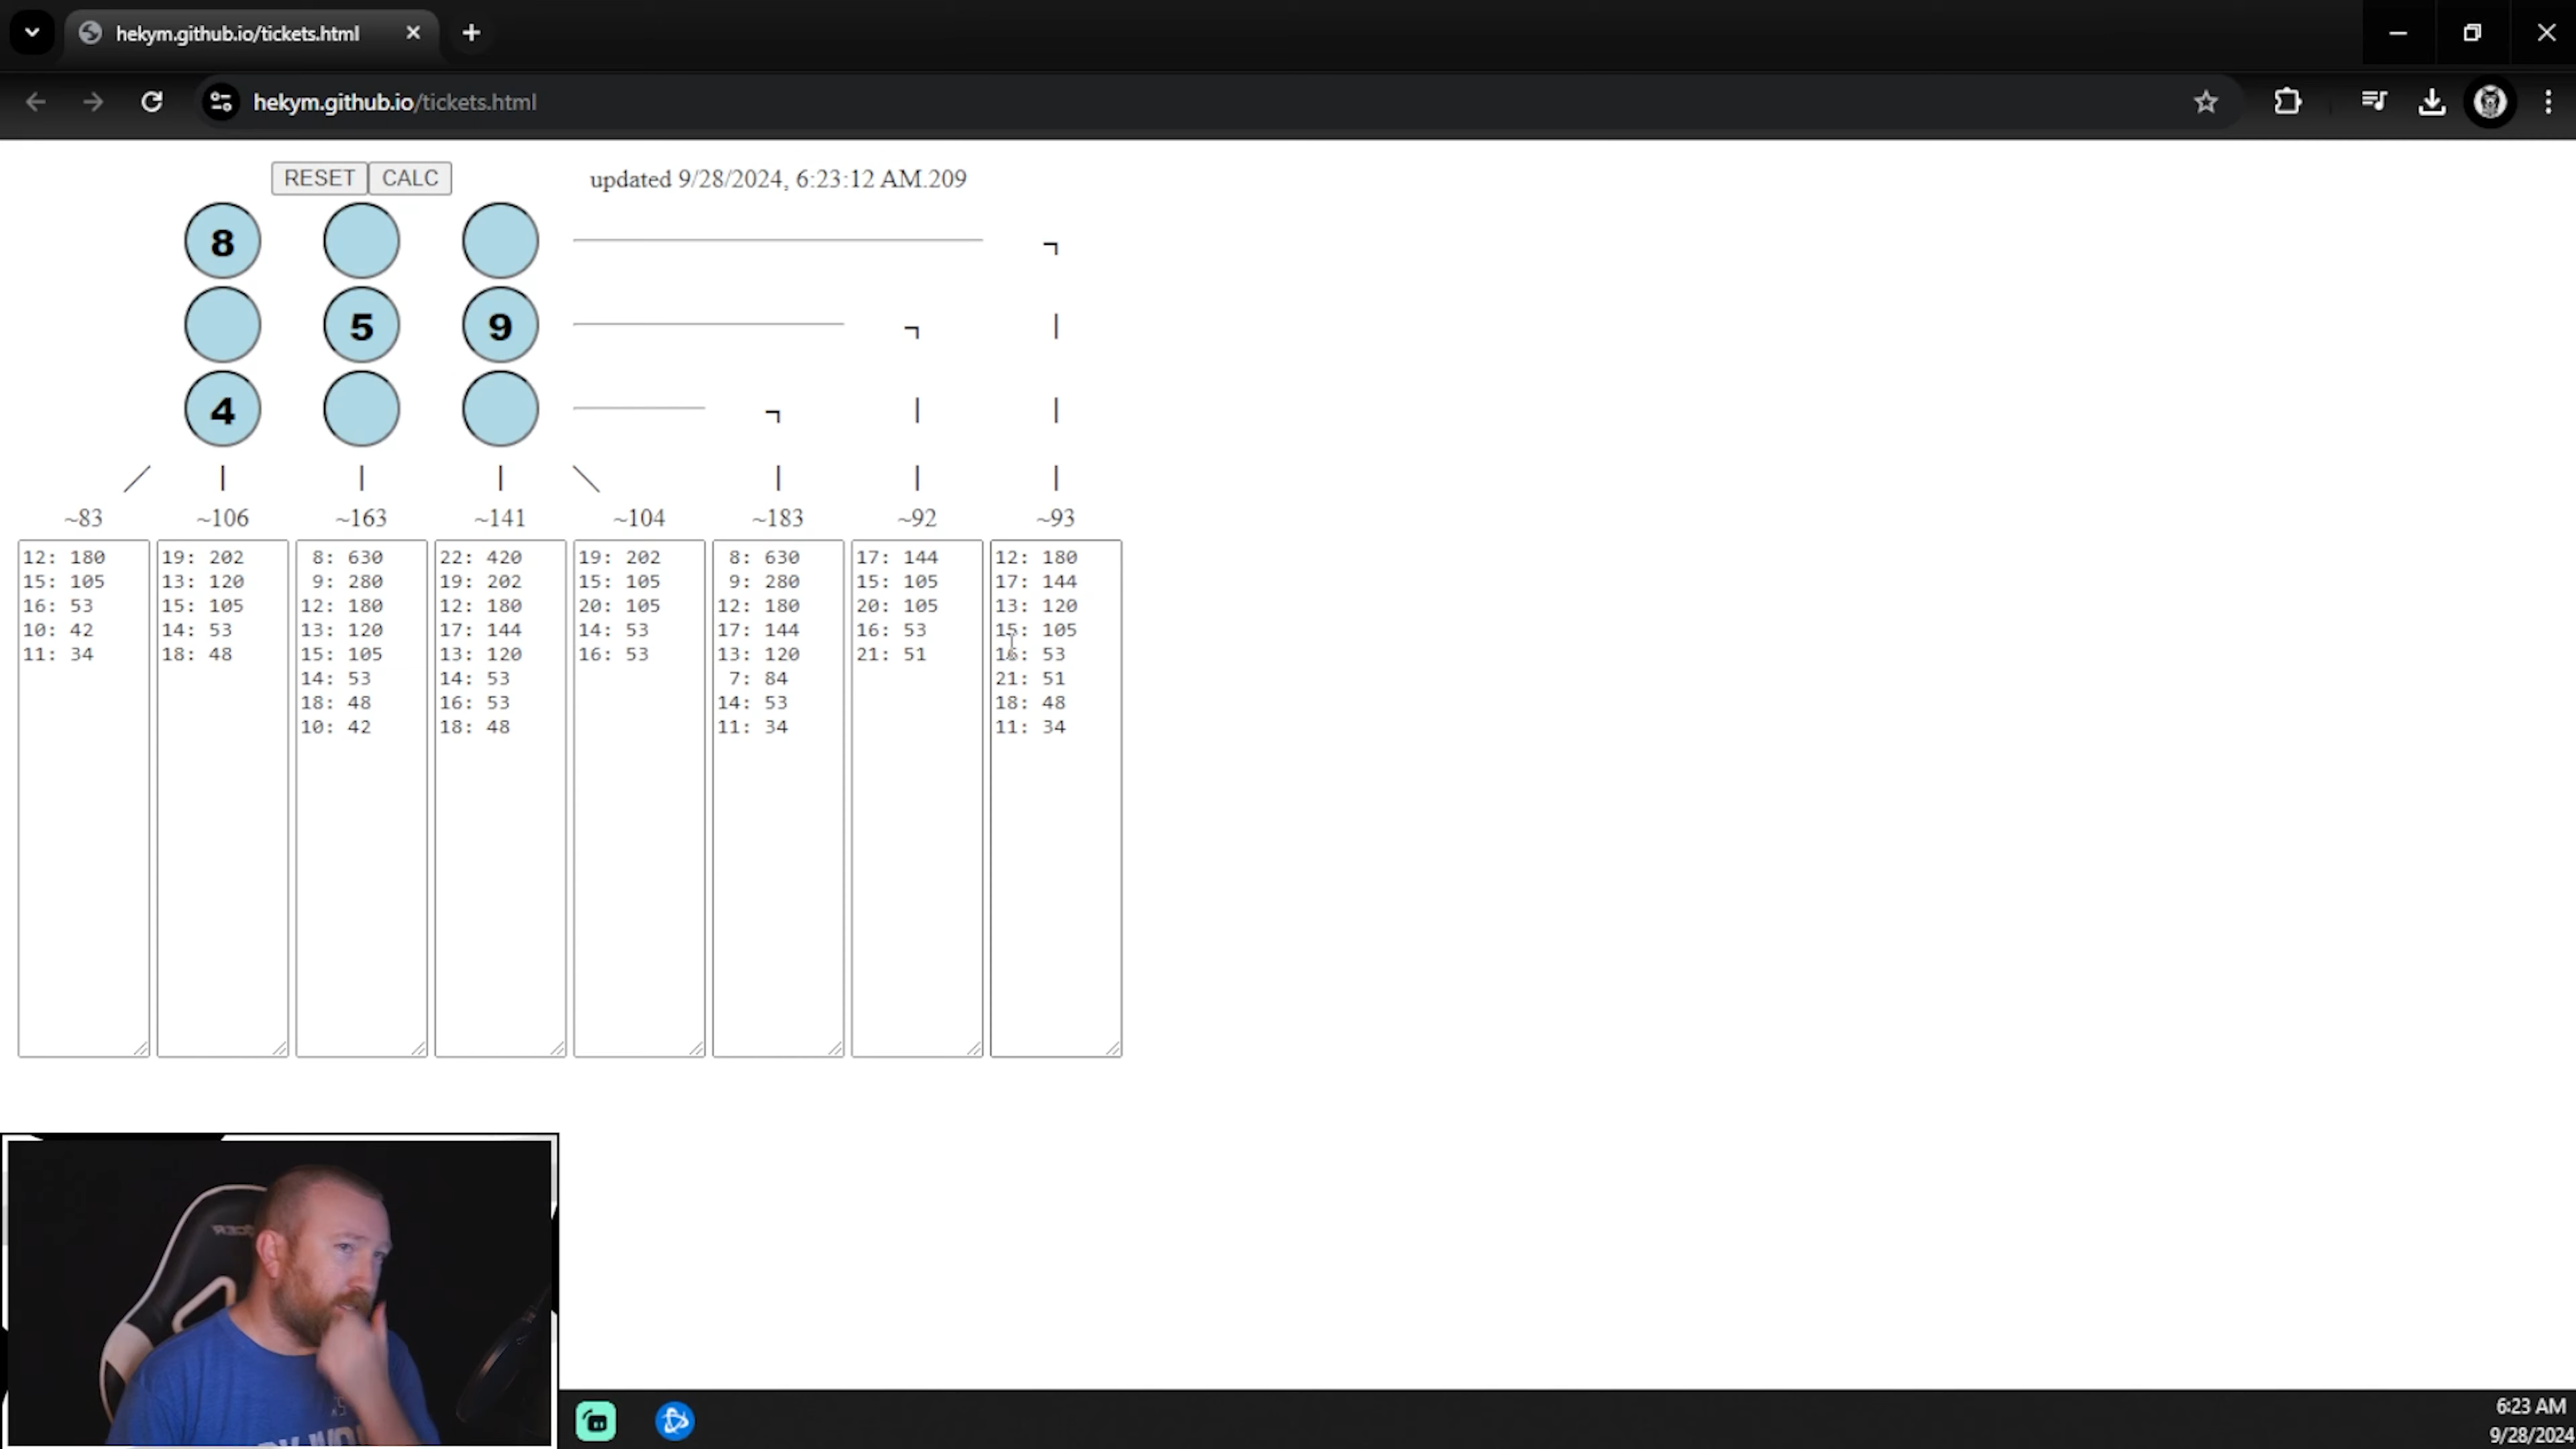 hekym.github.io/tickets.html
hekym.github.io/tickets.html
RESET CALC updated 9/28/2024, 6:23:12 AM.209
8
5 9
4
~83 ~106 ~163 ~141 ~104 ~183 ~92 ~93
12: 180 19: 202 8: 630 22: 420 19: 202 8: 630 17: 144 12: 180
15: 105 13: 120 9: 280 19: 202 15: 105 9: 280 15: 105 17: 144
16: 53 15: 105 12: 180 12: 180 20: 105 12: 180 20: 105 13: 120
10: 42 14: 53 13: 120 17: 144 14: 53 17: 144 16: 53 15: 105
11: 34 18: 48 15: 105 13: 120 16: 53 13: 120 21: 51 16: 53
14: 53 14: 53 7: 84 21: 51
18: 48 16: 53 14: 53 18: 48
10: 42 18: 48 11: 34 11: 34
6:23 AM
9/28/2024